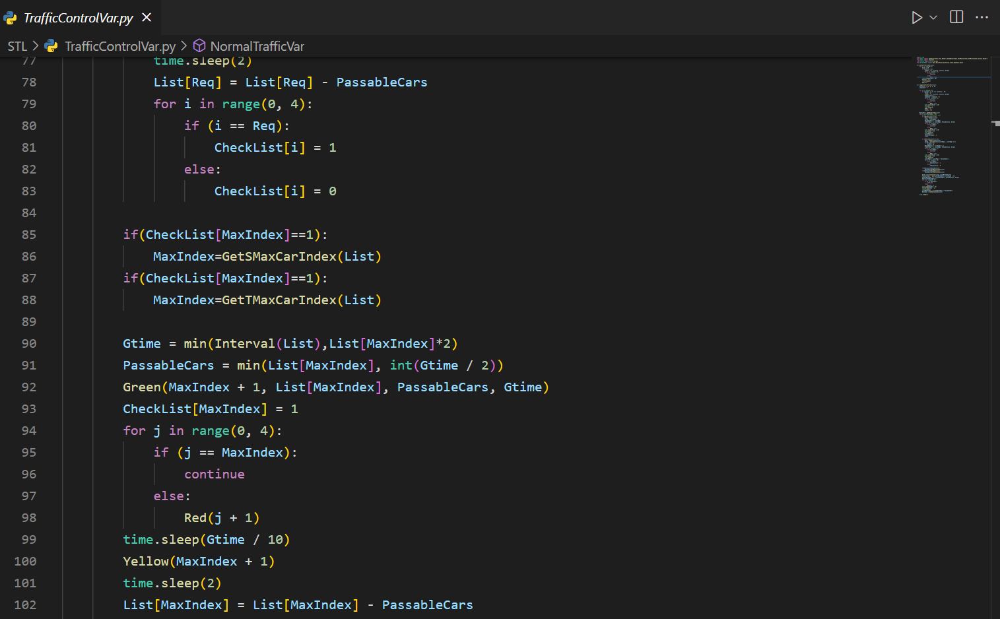 TrafficControlVar.py
STL > TrafficControlVar.py > NormalTrafficVar
77 time.sleep(2)
78 List[Req] = List[Req] - PassableCars
79 for i in range(0, 4):
80 if (i == Req):
81 CheckList[i] = 1
82 else:
83 CheckList[i] = 0
84
85 if(CheckList[MaxIndex]==1):
86 MaxIndex=GetSMaxCarIndex(List)
87 if(CheckList[MaxIndex]==1):
88 MaxIndex=GetTMaxCarIndex(List)
89
90 Gtime = min(Interval(List),List[MaxIndex]*2)
91 PassableCars = min(List[MaxIndex], int(Gtime / 2))
92 Green(MaxIndex + 1, List[MaxIndex], PassableCars, Gtime)
93 CheckList[MaxIndex] = 1
94 for j in range(0, 4):
95 if (j == MaxIndex):
96 continue
97 else:
98 Red(j + 1)
99 time.sleep(Gtime / 10)
100 Yellow(MaxIndex + 1)
101 time.sleep(2)
102 List[MaxIndex] = List[MaxIndex] - PassableCars